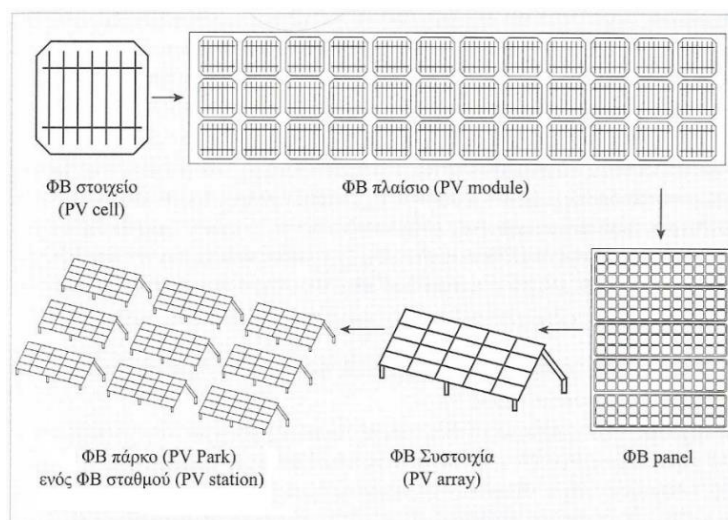 ΦΒ στοιχείο
(PV cell)
ΦΒ πλαίσιο (PV module)
ΦΒ πάρκο (PV Park)
ενός ΦΒ σταθμού (PV station)
ΦΒ Συστοιχία
(PV array)
ΦΒ panel